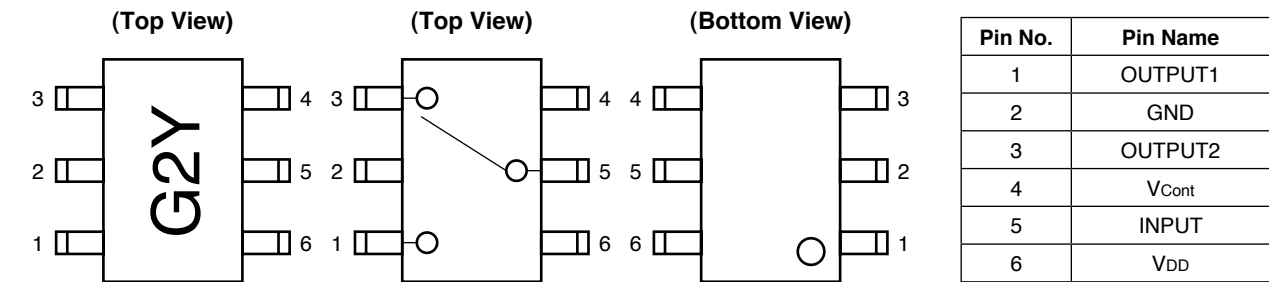 (Top View)
3 4
2 5
1 6
G2Y
(Top View)
3 4
2 5
1 6
(Bottom View)
4 3
5 2
6 1
Pin No. Pin Name
1 OUTPUT1
2 GND
3 OUTPUT2
4 VCont
5 INPUT
6 VDD